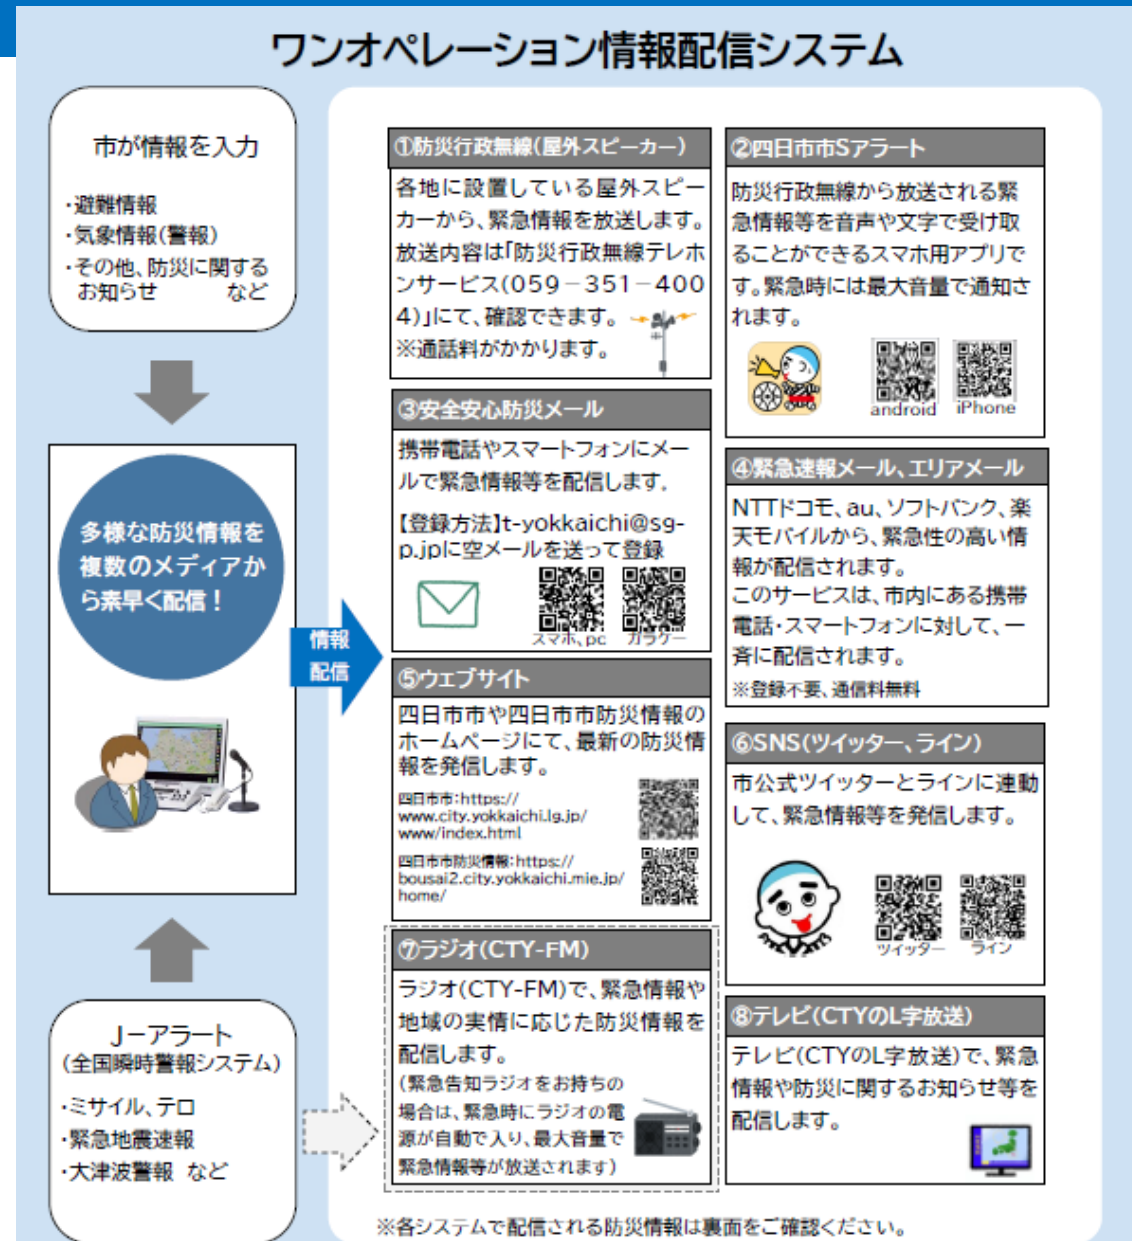 ワンオペレーション情報配信システム
市が情報を入力
・避難情報
・気象情報(警報)
・その他、防災に関する
お知らせ　　　など
多様な防災情報を
複数のメディアか
ら素早く配信！
情報
配信
J－アラート
(全国瞬時警報システム)
・ミサイル、テロ
・緊急地震速報
・大津波警報 など
①防災行政無線(屋外スピーカー)
各地に設置している屋外スピー
カーから、緊急情報を放送します。
放送内容は「防災行政無線テレホ
ンサービス(059－351－400
4)」にて、確認できます。
※通話料がかかります。
②四日市市Sアラート
防災行政無線から放送される緊
急情報等を音声や文字で受け取
ることができるスマホ用アプリで
す。緊急時には最大音量で通知さ
れます。
android iPhone
③安全安心防災メール
携帯電話やスマートフォンにメー
ルで緊急情報等を配信します.
【登録方法】t-yokkaichi@sg-
p.jpに空メールを送って登録
スマホ、pc ガラケー
④緊急速報メール、エリアメール
NTTドコモ、au、ソフトバンク、楽
天モバイルから、緊急性の高い情
報が配信されます。
このサービスは、市内にある携帯
電話・スマートフォンに対して、一
斉に配信されます。
※登録不要、通信料無料
⑤ウェブサイト
四日市市や四日市市防災情報の
ホームページにて、最新の防災情
報を発信します。
四日市市：https://
www.city.yokkaichi.lg.jp/
www/index.html
四日市市防災情報：https://
bousai2.city.yokkaichi.mie.jp/
home/
⑥SNS(ツイッター、ライン)
市公式ツイッターとラインに連動
して、緊急情報等を発信します。
ツイッター ライン
⑦ラジオ(CTY-FM)
ラジオ(CTY-FM)で、緊急情報や
地域の実情に応じた防災情報を
配信します。
(緊急告知ラジオをお持ちの
場合は、緊急時にラジオの電
源が自動で入り、最大音量で
緊急情報等が放送されます)
⑧テレビ(CTYのL字放送)
テレビ(CTYのL字放送)で、緊急
情報や防災に関するお知らせ等を
配信します。
※各システムで配信される防災情報は裏面をご確認ください。